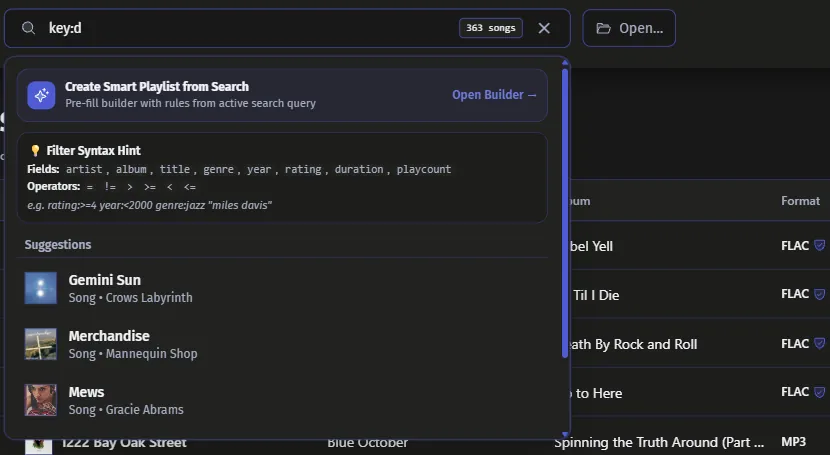 key:d
363 songs
Open...
Create Smart Playlist from Search
Pre-fill builder with rules from active search query
Open Builder →
💡 Filter Syntax Hint
Fields: artist, album, title, genre, year, rating, duration, playcount
Operators: = != > >= < <=
e.g. rating:>=4 year:<2000 genre:jazz "miles davis"
Suggestions
Gemini Sun
Song • Crows Labyrinth
Merchandise
Song • Mannequin Shop
Mews
Song • Gracie Abrams
Format
bel Yell
FLAC
Til I Die
FLAC
ath By Rock and Roll
FLAC
to Here
FLAC
1222 Bay Oak Street
Blue October
Spinning the Truth Around (Part ...
MP3